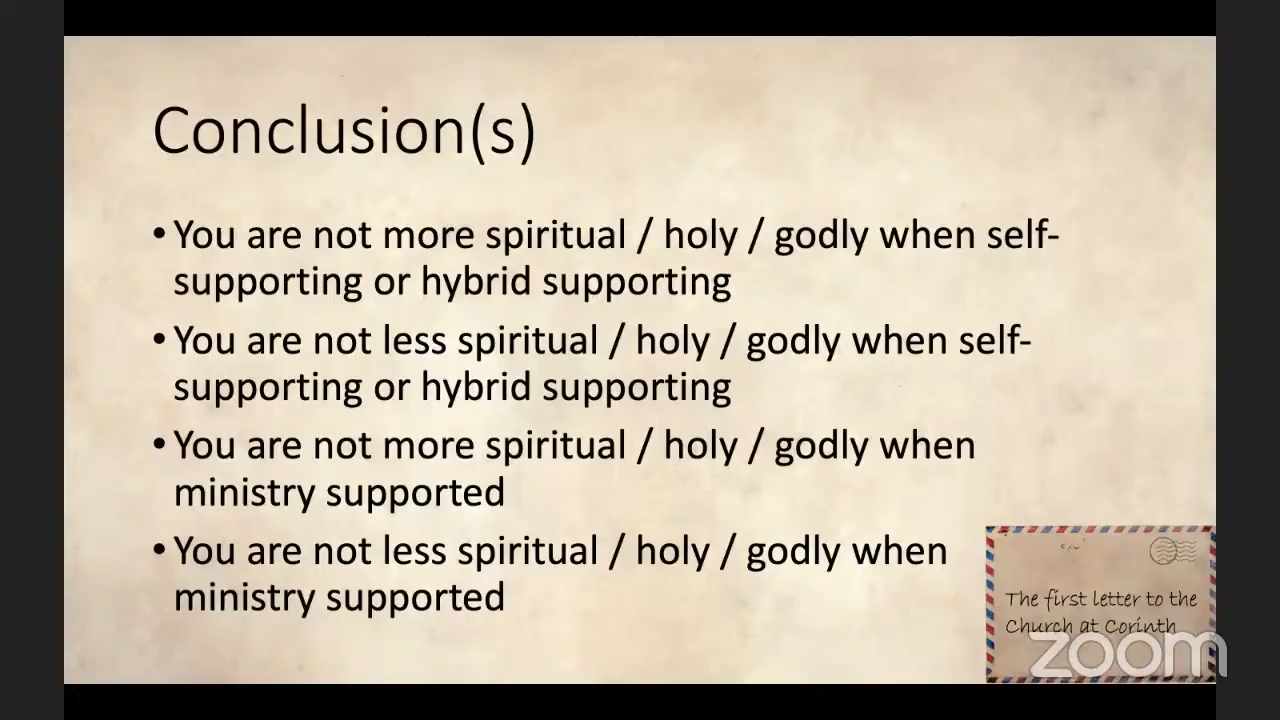 Conclusion(s)
• You are not more spiritual / holy / godly when self-
supporting or hybrid supporting
• You are not less spiritual / holy / godly when self-
supporting or hybrid supporting
• You are not more spiritual / holy / godly when
ministry supported
• You are not less spiritual / holy / godly when
ministry supported
The first letter to the
Church at Corinth
zoom